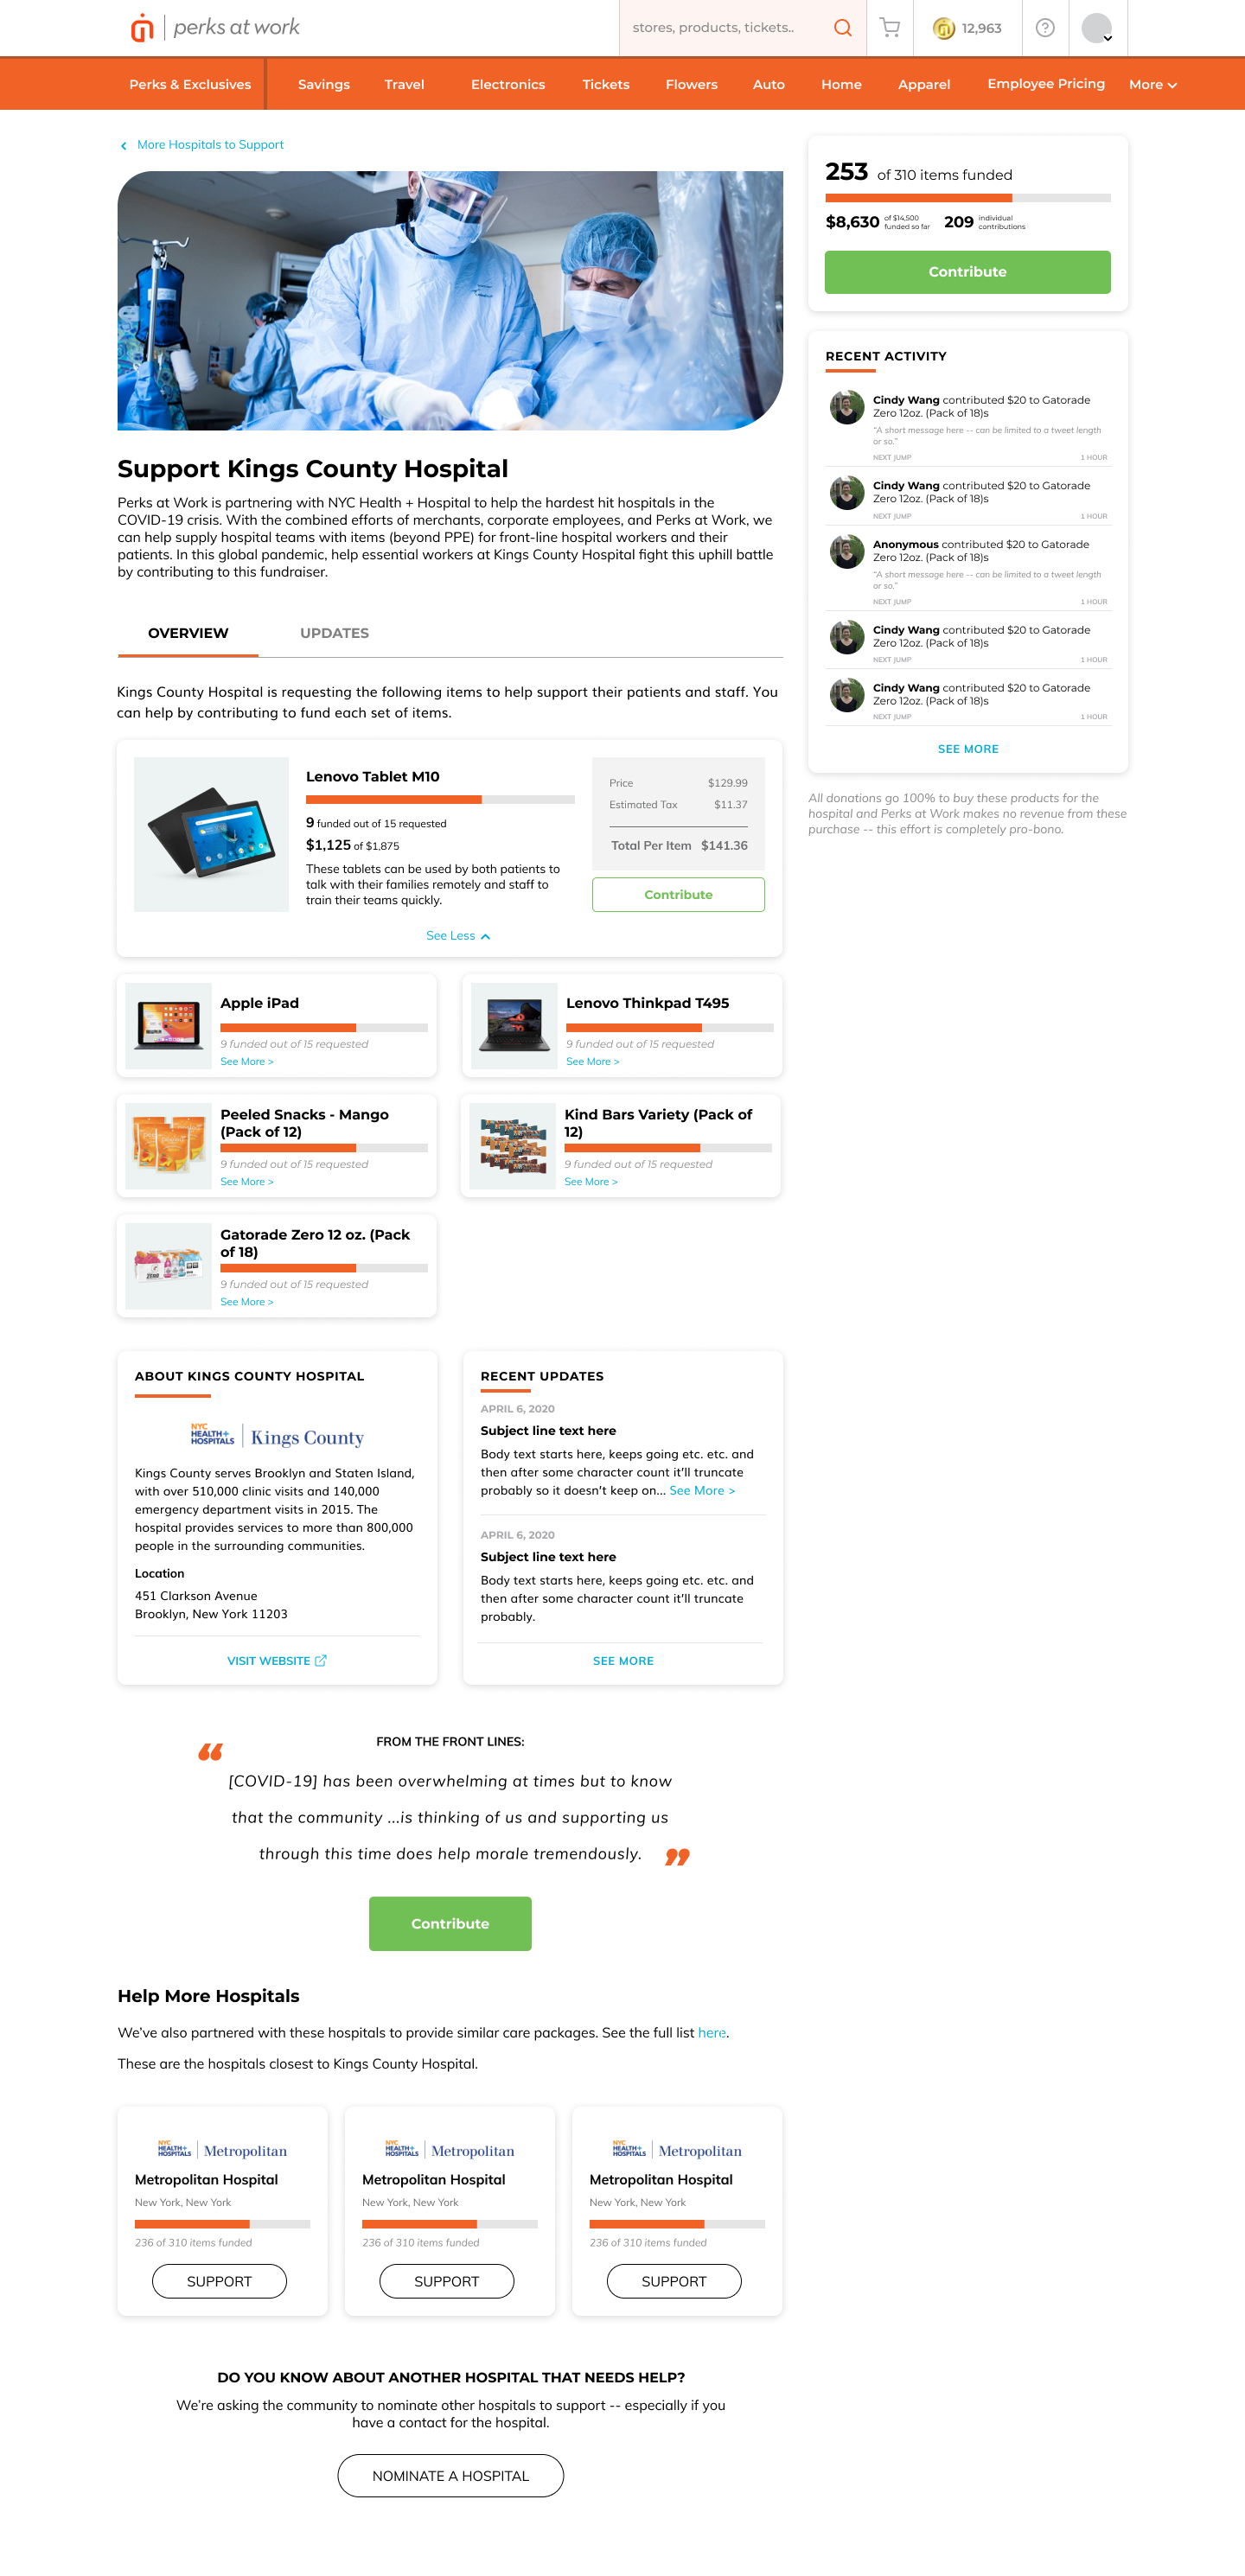 perks at work
stores, products, tickets..
12,963
Perks & Exclusives
Savings
Travel
Electronics
Tickets
Flowers
Auto
Home
Apparel
Employee Pricing
More
More Hospitals to Support
Support Kings County Hospital
Perks at Work is partnering with NYC Health + Hospital to help the hardest hit hospitals in the
COVID-19 crisis. With the combined efforts of merchants, corporate employees, and Perks at Work, we
can help supply hospital teams with items (beyond PPE) for front-line hospital workers and their
patients. In this global pandemic, help essential workers at Kings County Hospital fight this uphill battle
by contributing to this fundraiser.
OVERVIEW
UPDATES
Kings County Hospital is requesting the following items to help support their patients and staff. You
can help by contributing to fund each set of items.
Lenovo Tablet M10
9 funded out of 15 requested
$1,125 of $1,875
These tablets can be used by both patients to
talk with their families remotely and staff to
train their teams quickly.
Price $129.99
Estimated Tax $11.37
Total Per Item $141.36
Contribute
See Less
Apple iPad
9 funded out of 15 requested
See More >
Lenovo Thinkpad T495
9 funded out of 15 requested
See More >
Peeled Snacks - Mango
(Pack of 12)
9 funded out of 15 requested
See More >
Kind Bars Variety (Pack of
12)
9 funded out of 15 requested
See More >
Gatorade Zero 12 oz. (Pack
of 18)
9 funded out of 15 requested
See More >
ABOUT KINGS COUNTY HOSPITAL
NYC
HEALTH+
HOSPITALS
Kings County
Kings County serves Brooklyn and Staten Island,
with over 510,000 clinic visits and 140,000
emergency department visits in 2015. The
hospital provides services to more than 800,000
people in the surrounding communities.
Location
451 Clarkson Avenue
Brooklyn, New York 11203
VISIT WEBSITE
RECENT UPDATES
APRIL 6, 2020
Subject line text here
Body text starts here, keeps going etc. etc. and
then after some character count it'll truncate
probably so it doesn't keep on... See More >
APRIL 6, 2020
Subject line text here
Body text starts here, keeps going etc. etc. and
then after some character count it'll truncate
probably.
SEE MORE
FROM THE FRONT LINES:
“
[COVID-19] has been overwhelming at times but to know
that the community ...is thinking of us and supporting us
through this time does help morale tremendously. ”
Contribute
Help More Hospitals
We've also partnered with these hospitals to provide similar care packages. See the full list here.
These are the hospitals closest to Kings County Hospital.
NYC
HEALTH+
HOSPITALS
Metropolitan
Metropolitan Hospital
New York, New York
236 of 310 items funded
SUPPORT
NYC
HEALTH+
HOSPITALS
Metropolitan
Metropolitan Hospital
New York, New York
236 of 310 items funded
SUPPORT
NYC
HEALTH+
HOSPITALS
Metropolitan
Metropolitan Hospital
New York, New York
236 of 310 items funded
SUPPORT
DO YOU KNOW ABOUT ANOTHER HOSPITAL THAT NEEDS HELP?
We're asking the community to nominate other hospitals to support -- especially if you
have a contact for the hospital.
NOMINATE A HOSPITAL
253 of 310 items funded
$8,630 of $14,500
funded so far
209 individual
contributions
Contribute
RECENT ACTIVITY
Cindy Wang contributed $20 to Gatorade
Zero 12oz. (Pack of 18)s
“A short message here -- can be limited to a tweet length
or so.”
NEXT JUMP 1 HOUR
Cindy Wang contributed $20 to Gatorade
Zero 12oz. (Pack of 18)s
NEXT JUMP 1 HOUR
Anonymous contributed $20 to Gatorade
Zero 12oz. (Pack of 18)s
“A short message here -- can be limited to a tweet length
or so.”
NEXT JUMP 1 HOUR
Cindy Wang contributed $20 to Gatorade
Zero 12oz. (Pack of 18)s
NEXT JUMP 1 HOUR
Cindy Wang contributed $20 to Gatorade
Zero 12oz. (Pack of 18)s
NEXT JUMP 1 HOUR
SEE MORE
All donations go 100% to buy these products for the
hospital and Perks at Work makes no revenue from these
purchase -- this effort is completely pro-bono.